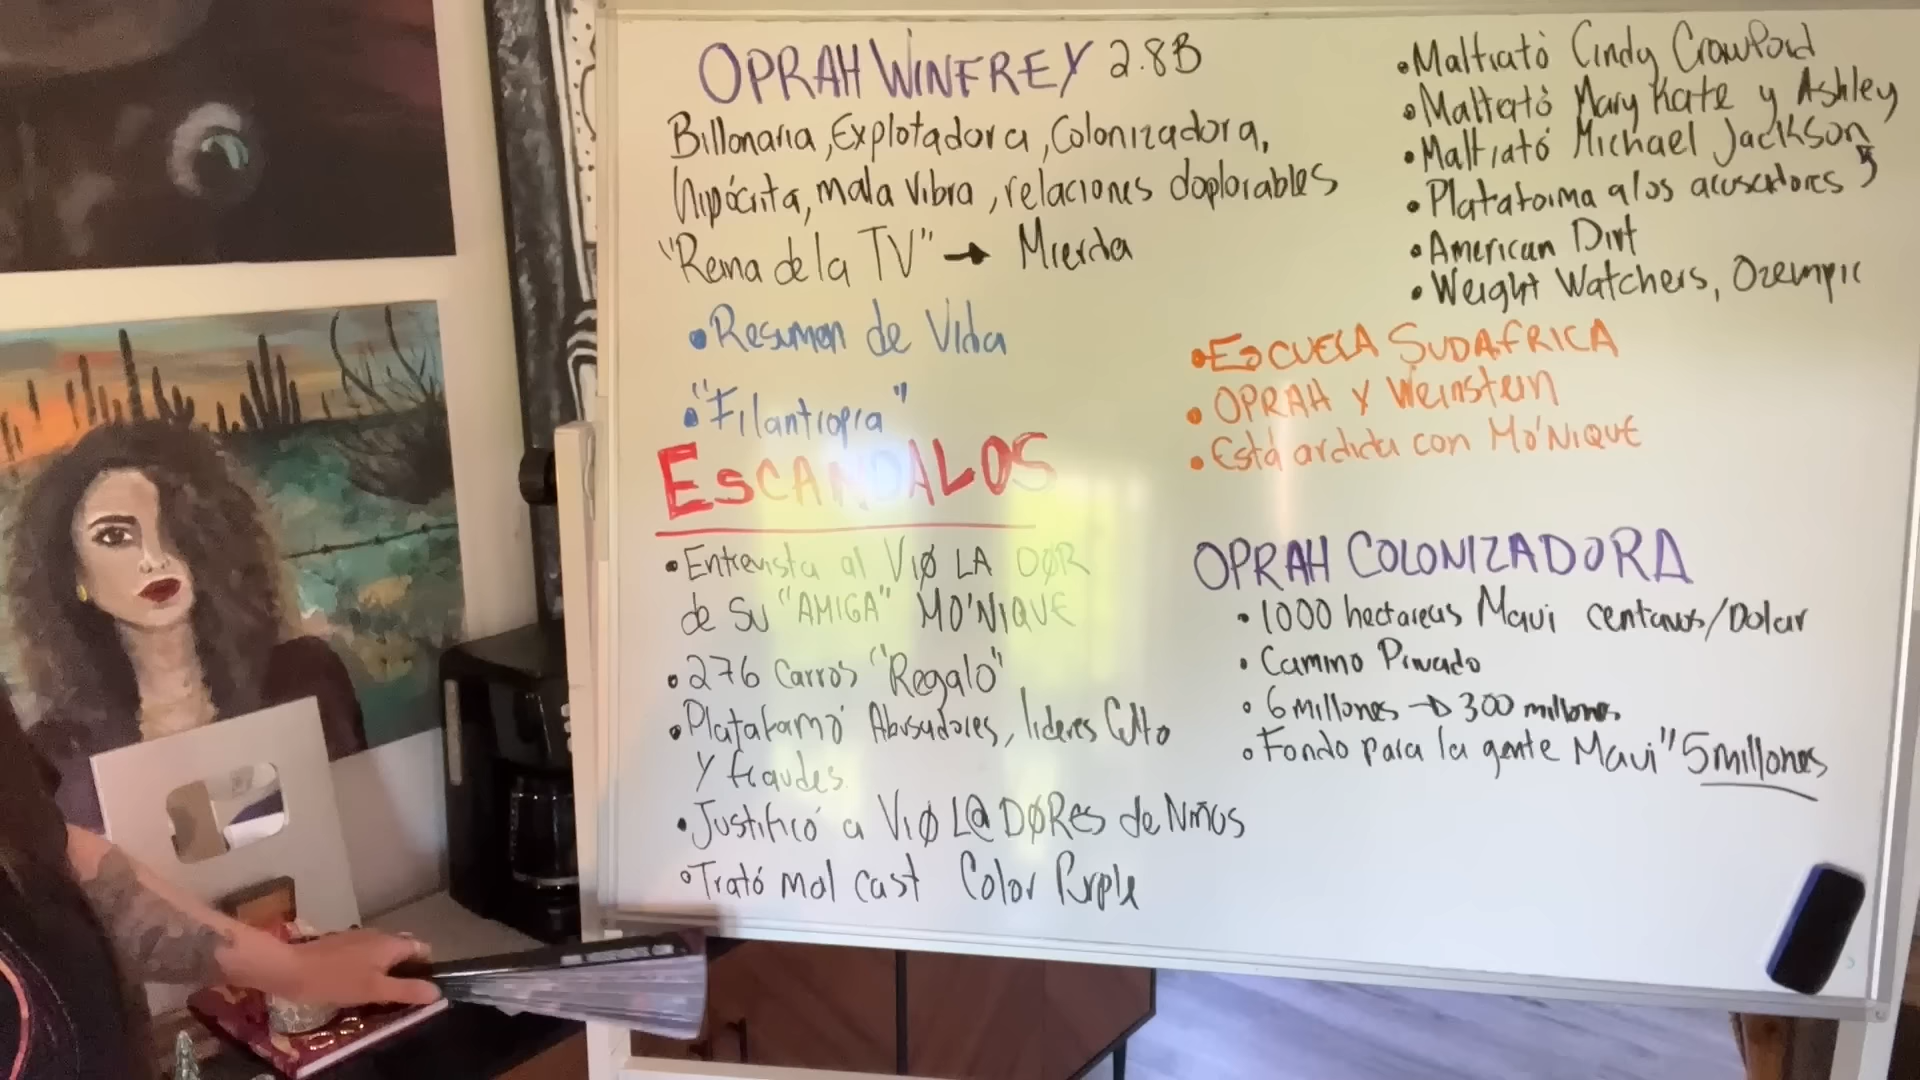 OPRAH WINFREY 2.8B
Billonaria, Explotadora, Colonizadora,
hipócrita, mala vibra, relaciones doplorables
"Reina de la TV" → Mierda
• Resumen de Vida
• "Filantropia"
ESCANDALOS
• Entrevista al VIØ LA DØR
de su "AMIGA" MO'NIQUE
• 276 Carros "Regalo"
• Plataformó Abusadores, líderes Culto
Y fraudes
• Justificó a VIØ L@ DØRes de Niños
• Trató mal cast Color Purple
• Maltrató Cindy Crawford
• Maltrató Mary Kate y Ashley
• Maltrató Michael Jackson
• Plataforma a los acusadores
• American Dirt
• Weight Watchers, Ozempic
• ESCUELA SUDAFRICA
• OPRAH Y Weinstein
• Está ardida con MO'NIQUE
OPRAH COLONIZADORA
• 1000 hectareas Maui centavos/Dolar
• Camino Privado
• 6 millones → 300 millones
• Fondo para la gente Maui" 5 millones